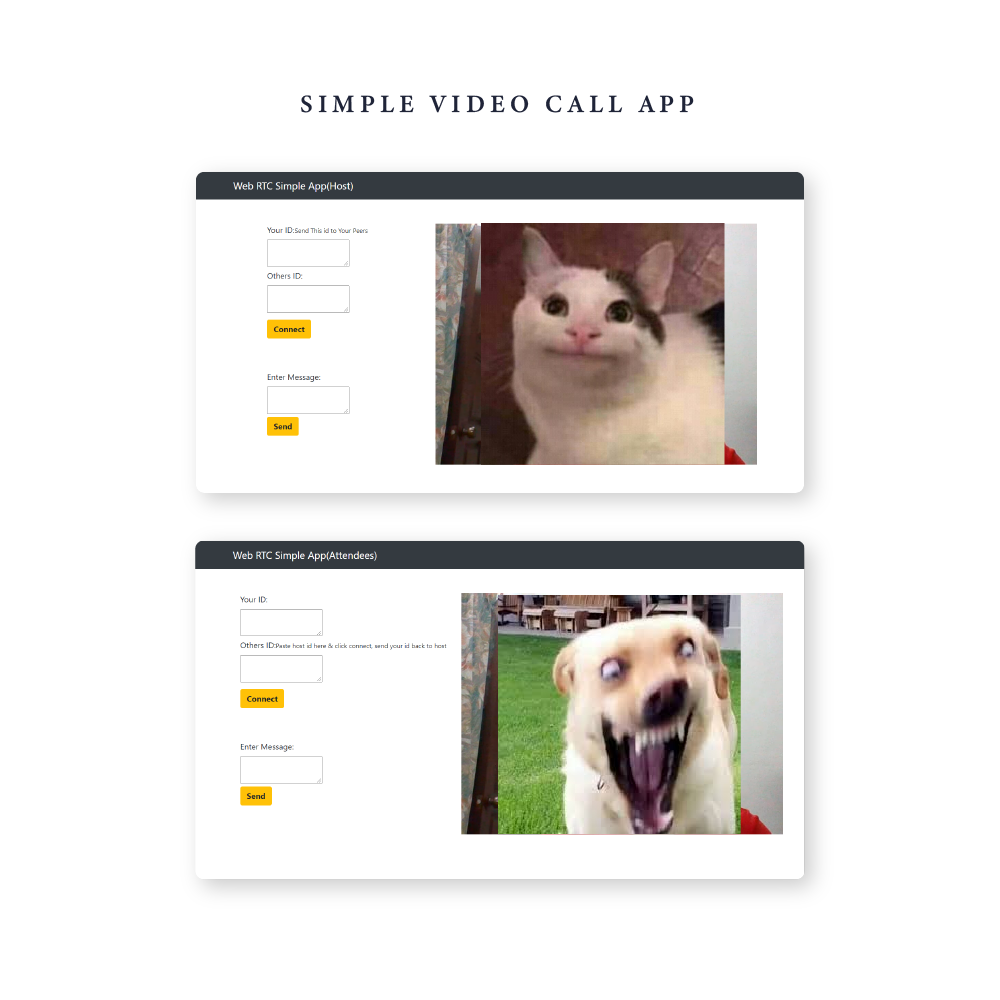 SIMPLE VIDEO CALL APP
Web RTC Simple App(Host)
Your ID:Send This id to Your Peers
Others ID:
Connect
Enter Message:
Send
Web RTC Simple App(Attendees)
Your ID:
Others ID:Paste host id here & click connect, send your id back to host
Connect
Enter Message:
Send